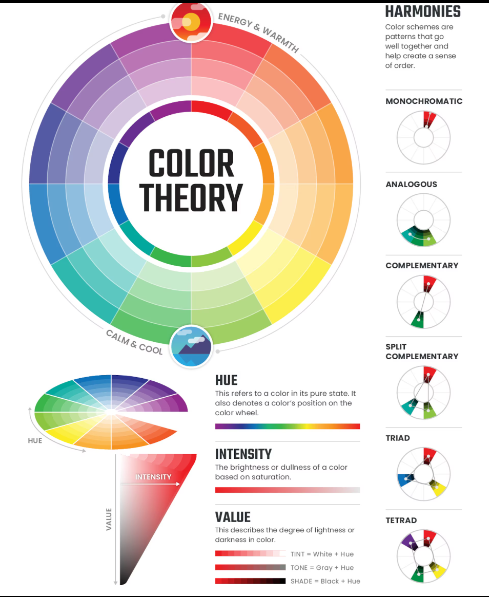 ENERGY & WARMTH
COLOR
THEORY
CALM & COOL
HUE
INTENSITY
VALUE
HUE
This refers to a color in its pure state. It
also denotes a color's position on the
color wheel.
INTENSITY
The brightness or dullness of a color
based on saturation.
VALUE
This describes the degree of lightness or
darkness in color.
TINT = White + Hue
TONE = Gray + Hue
SHADE = Black + Hue
HARMONIES
Color schemes are
patterns that go
well together and
help create a sense
of order.
MONOCHROMATIC
ANALOGOUS
COMPLEMENTARY
SPLIT
COMPLEMENTARY
TRIAD
TETRAD